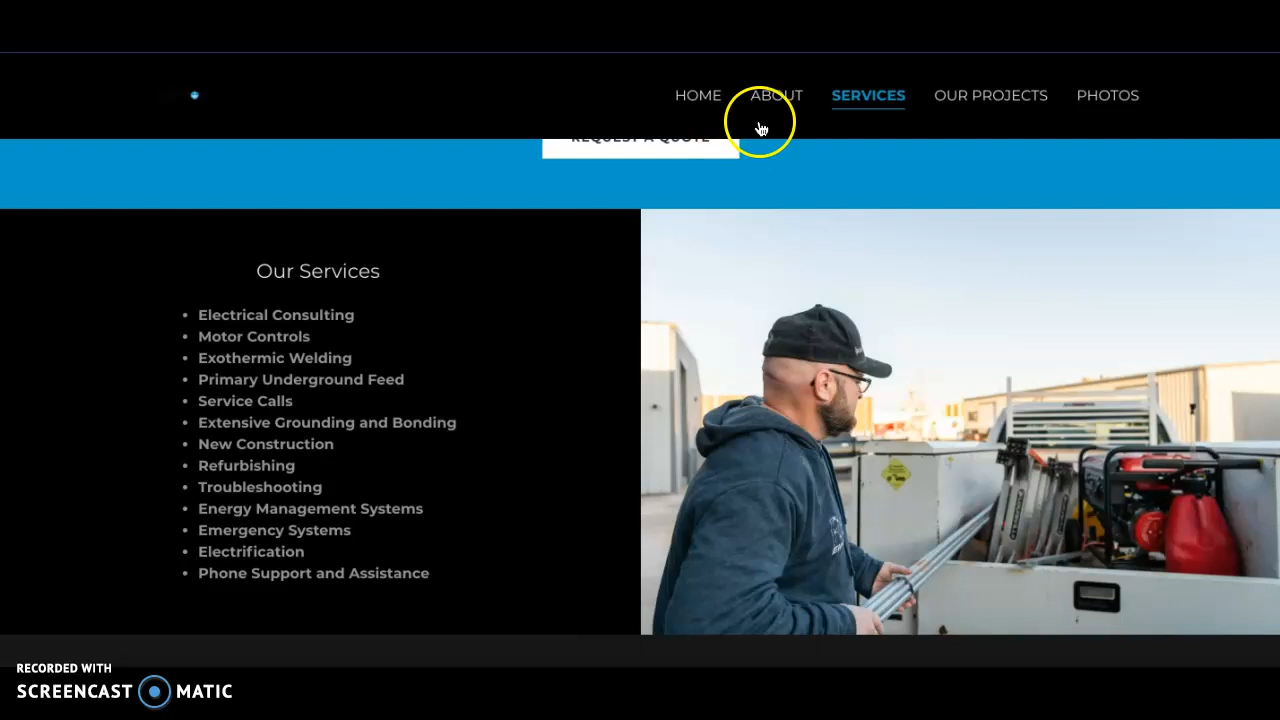 HOME ABOUT SERVICES OUR PROJECTS PHOTOS
REQUEST A QUOTE
Our Services
• Electrical Consulting
• Motor Controls
• Exothermic Welding
• Primary Underground Feed
• Service Calls
• Extensive Grounding and Bonding
• New Construction
• Refurbishing
• Troubleshooting
• Energy Management Systems
• Emergency Systems
• Electrification
• Phone Support and Assistance
RECORDED WITH
SCREENCAST MATIC